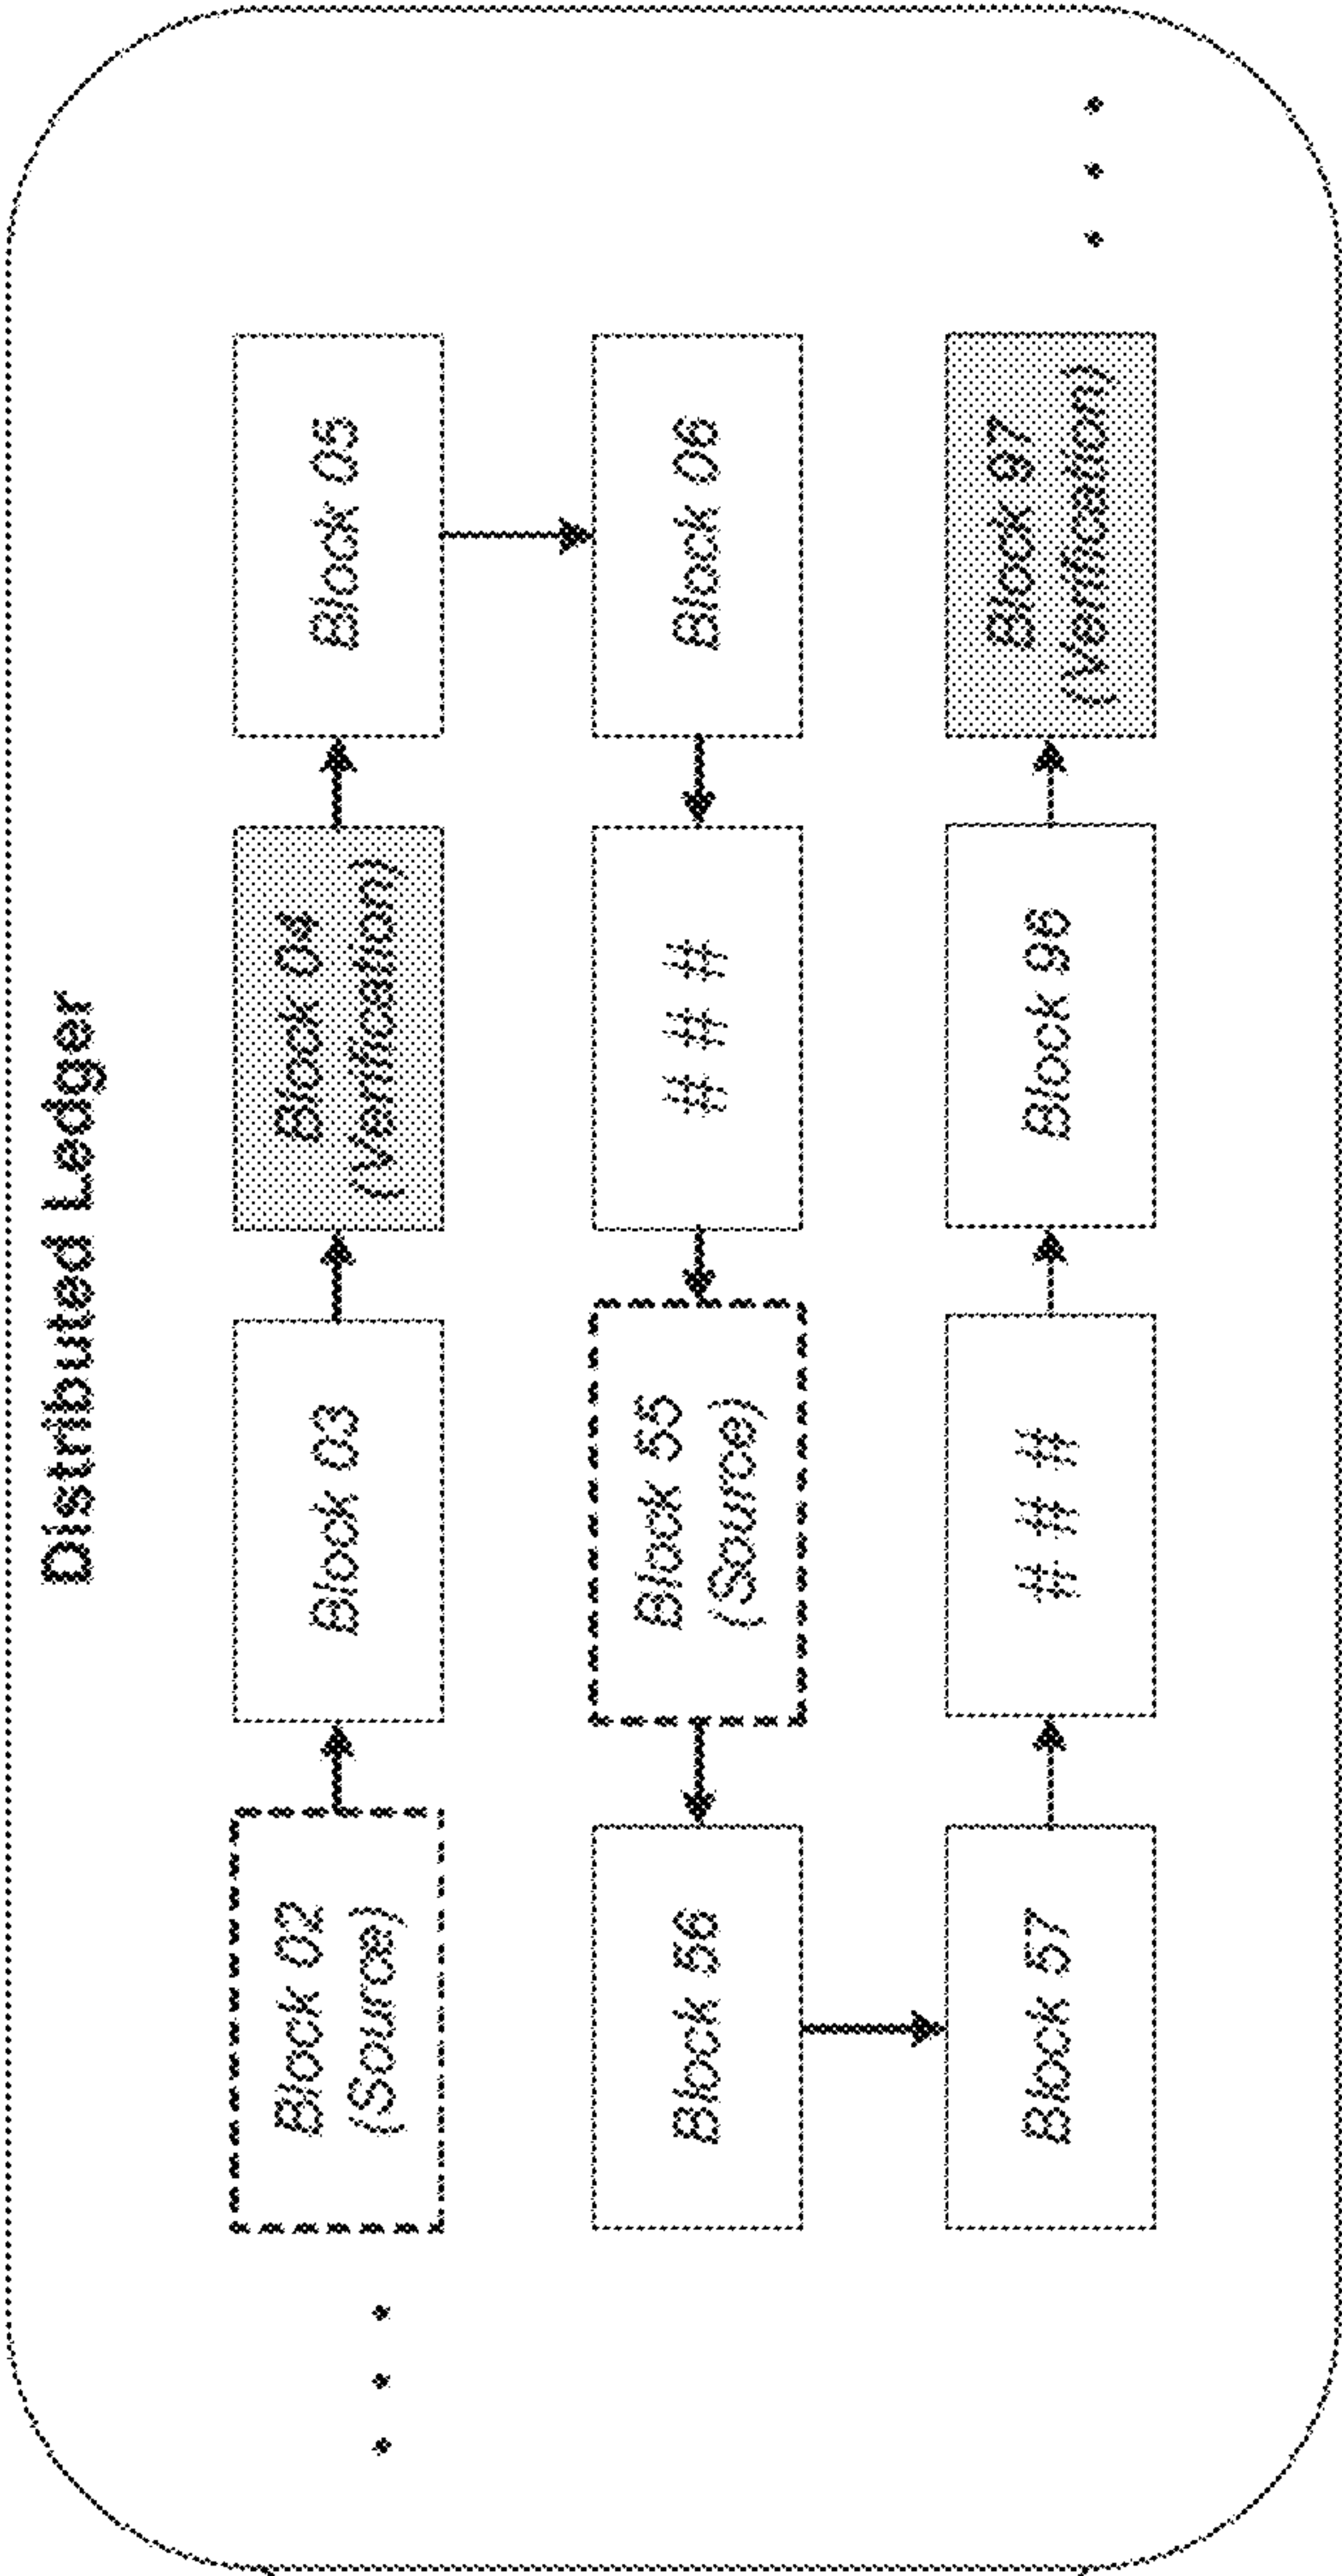 Distributed Ledger
Block 02
(Source)
Block 03
Block 04
(Verification)
Block 05
Block 06
# # #
Block 55
(Source)
Block 56
Block 57
# # #
Block 96
Block 97
(Verification)